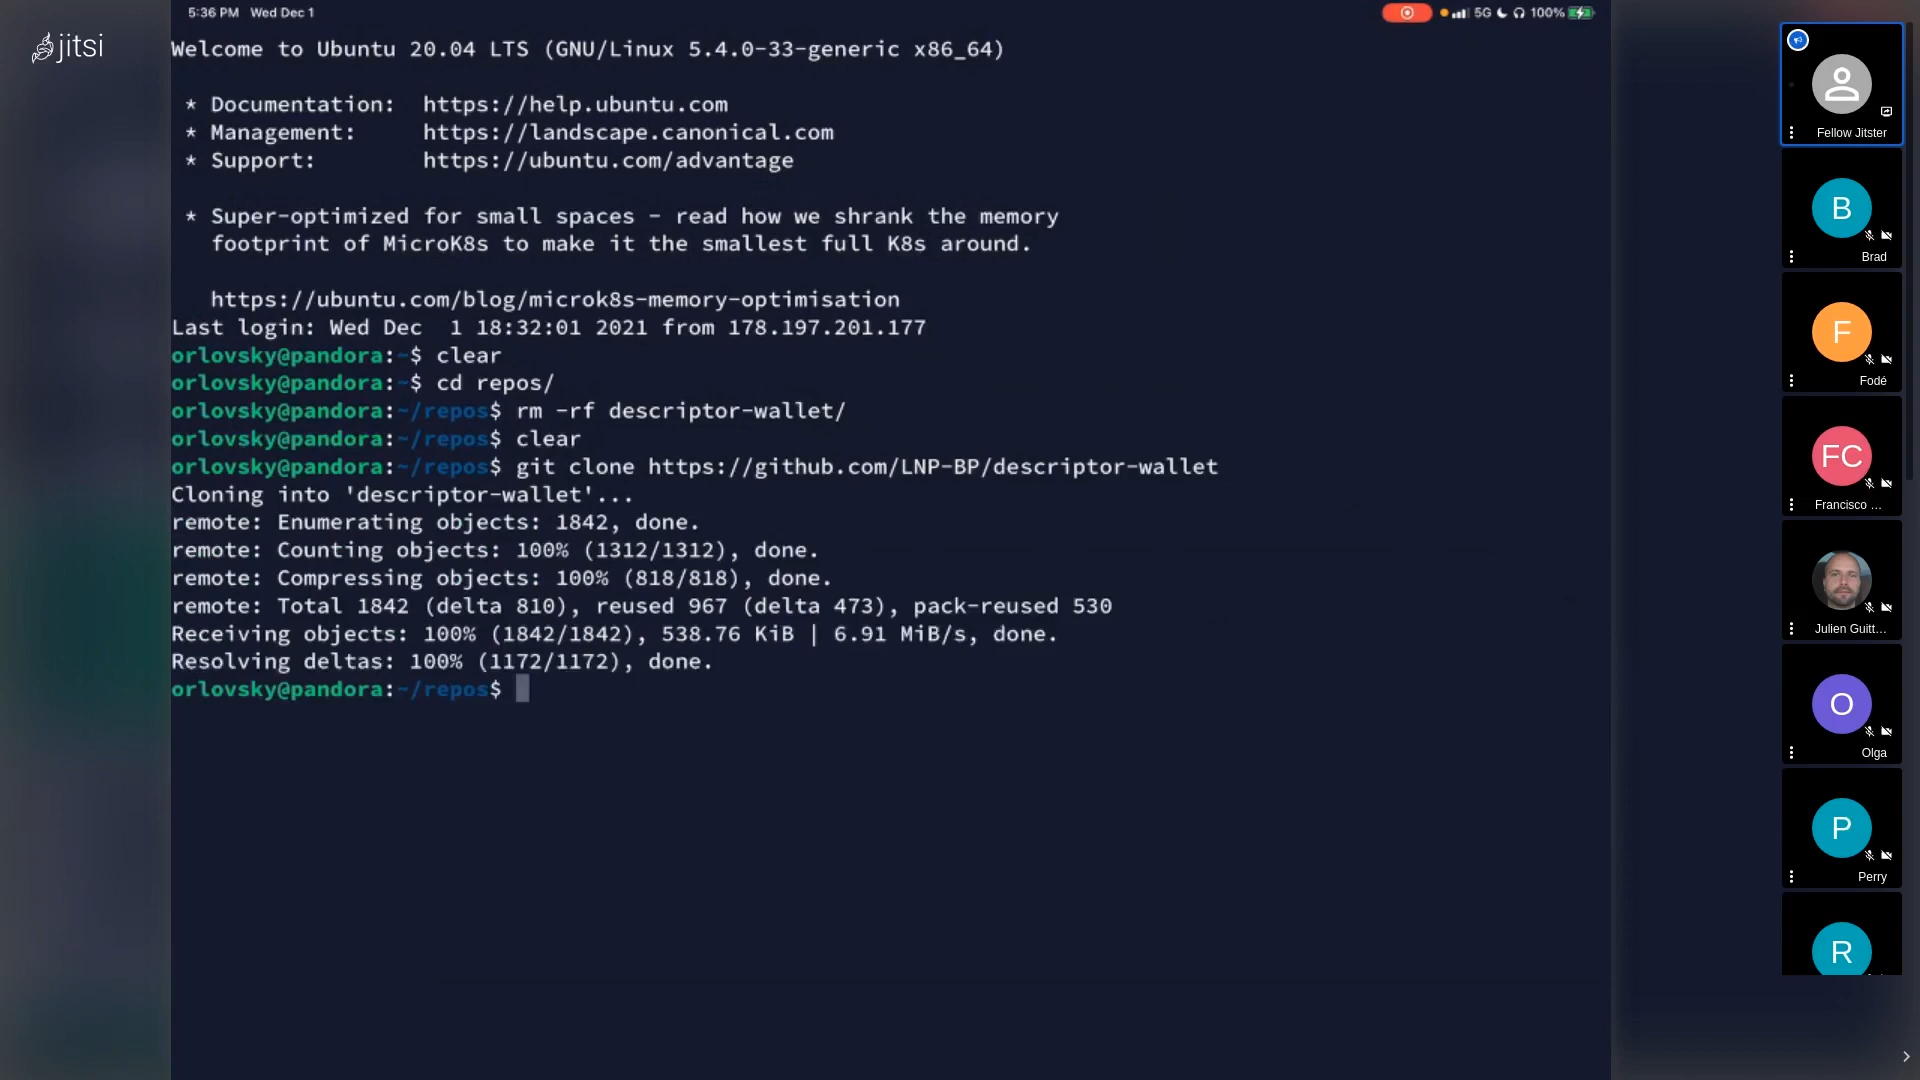 5:36 PM Wed Dec 1
5G 100%
jitsi
Welcome to Ubuntu 20.04 LTS (GNU/Linux 5.4.0-33-generic x86_64)
* Documentation: https://help.ubuntu.com
* Management: https://landscape.canonical.com
* Support: https://ubuntu.com/advantage
* Super-optimized for small spaces - read how we shrank the memory
footprint of MicroK8s to make it the smallest full K8s around.
https://ubuntu.com/blog/microk8s-memory-optimisation
Last login: Wed Dec  1 18:32:01 2021 from 178.197.201.177
orlovsky@pandora:~$ clear
orlovsky@pandora:~$ cd repos/
orlovsky@pandora:~/repos$ rm -rf descriptor-wallet/
orlovsky@pandora:~/repos$ clear
orlovsky@pandora:~/repos$ git clone https://github.com/LNP-BP/descriptor-wallet
Cloning into 'descriptor-wallet'...
remote: Enumerating objects: 1842, done.
remote: Counting objects: 100% (1312/1312), done.
remote: Compressing objects: 100% (818/818), done.
remote: Total 1842 (delta 810), reused 967 (delta 473), pack-reused 530
Receiving objects: 100% (1842/1842), 538.76 KiB | 6.91 MiB/s, done.
Resolving deltas: 100% (1172/1172), done.
orlovsky@pandora:~/repos$
Fellow Jitster
B
Brad
F
Fodé
FC
Francisco ...
Julien Guitt...
O
Olga
P
Perry
R